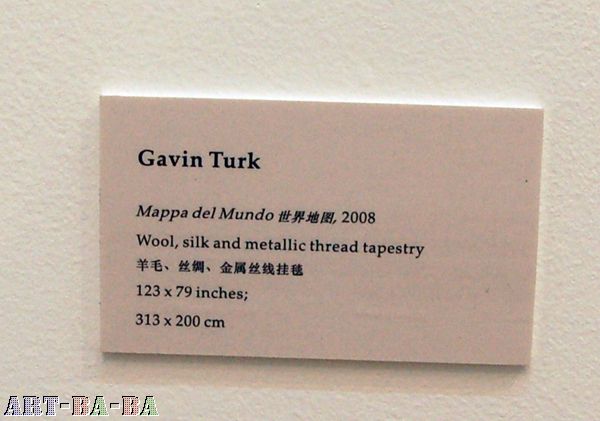 Gavin Turk
Mappa del Mundo 世界地图, 2008
Wool, silk and metallic thread tapestry
羊毛、丝绸、金属丝线挂毯
123 x 79 inches;
313 x 200 cm
ART-BA-BA